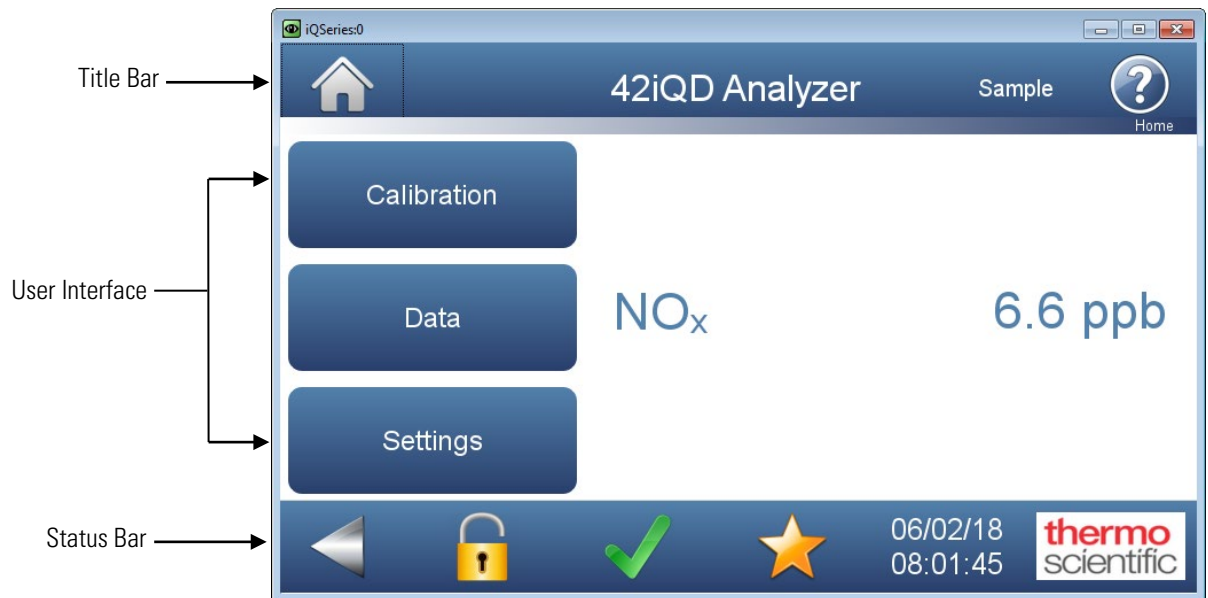 iQSeries:0
Title Bar
42iQD Analyzer
Sample
?
Home
Calibration
User Interface
Data
NOₓ
6.6 ppb
Settings
Status Bar
06/02/18
08:01:45
thermo
scientific